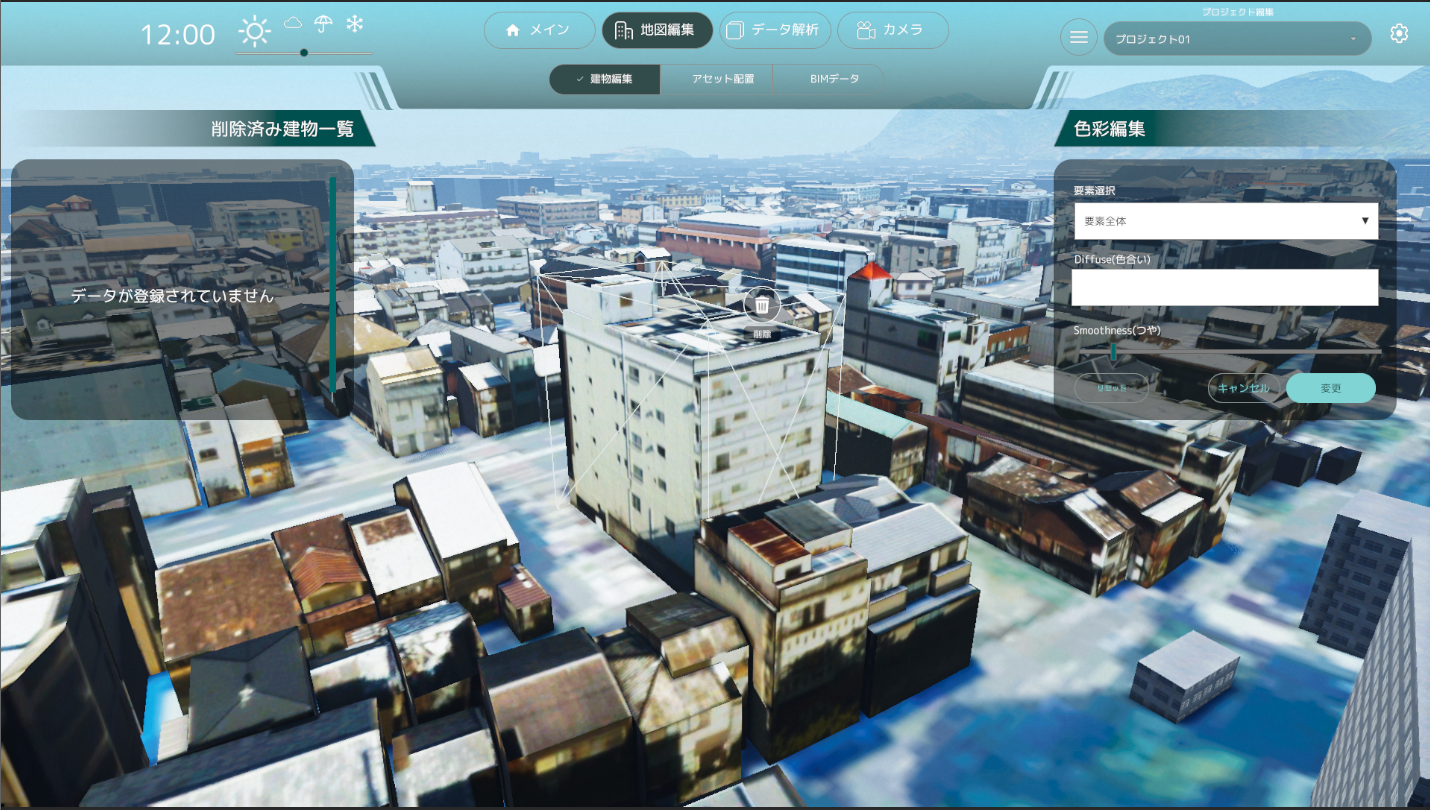 プロジェクト編集
12:00
メイン
地図編集
データ解析
カメラ
プロジェクト01
建物編集
アセット配置
BIMデータ
削除済み建物一覧
データが登録されていません
削除
色彩編集
要素選択
要素全体
Diffuse(色合い)
Smoothness(つや)
リセット
キャンセル
変更